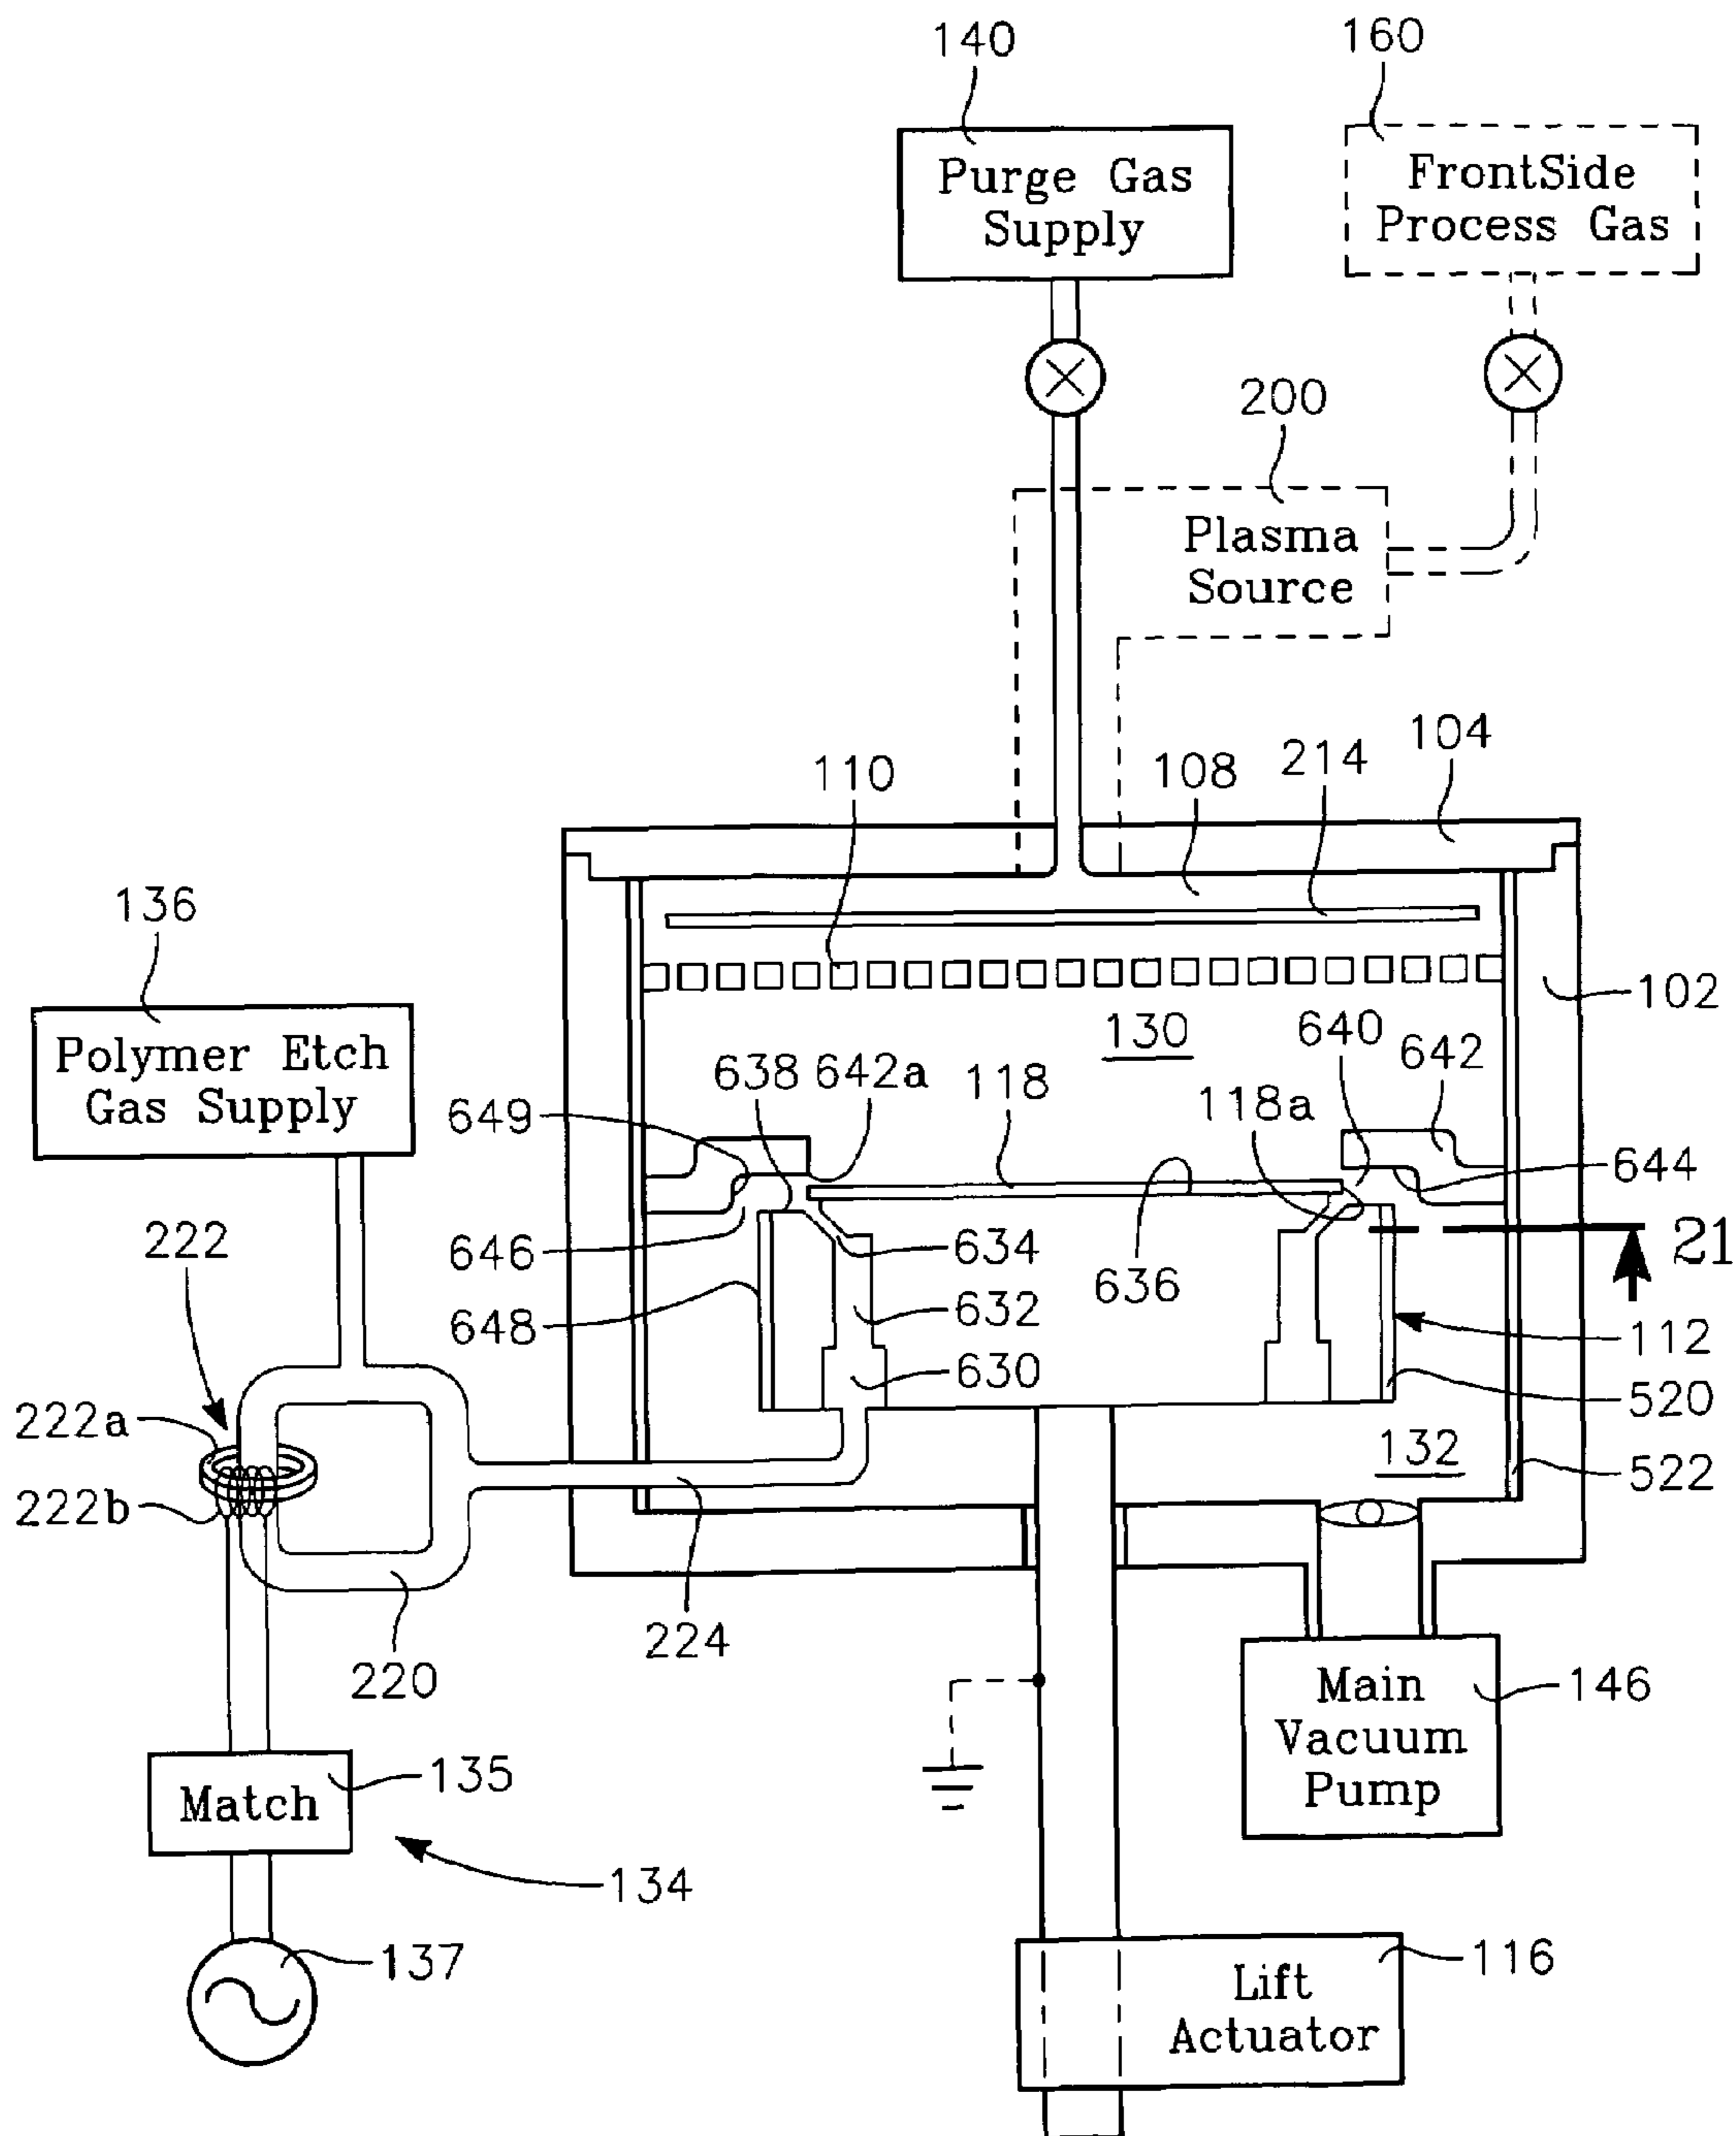 140
160
Purge Gas
Supply
FrontSide
Process Gas
200
Plasma
Source
104
214
108
110
136
102
Polymer Etch
Gas Supply
130
640
642
638
642a
118
118a
649
644
222
646
634
636
21
648
632
112
630
520
222a
132
522
222b
224
220
Main
Vacuum
Pump
146
135
Match
134
137
116
Lift
Actuator